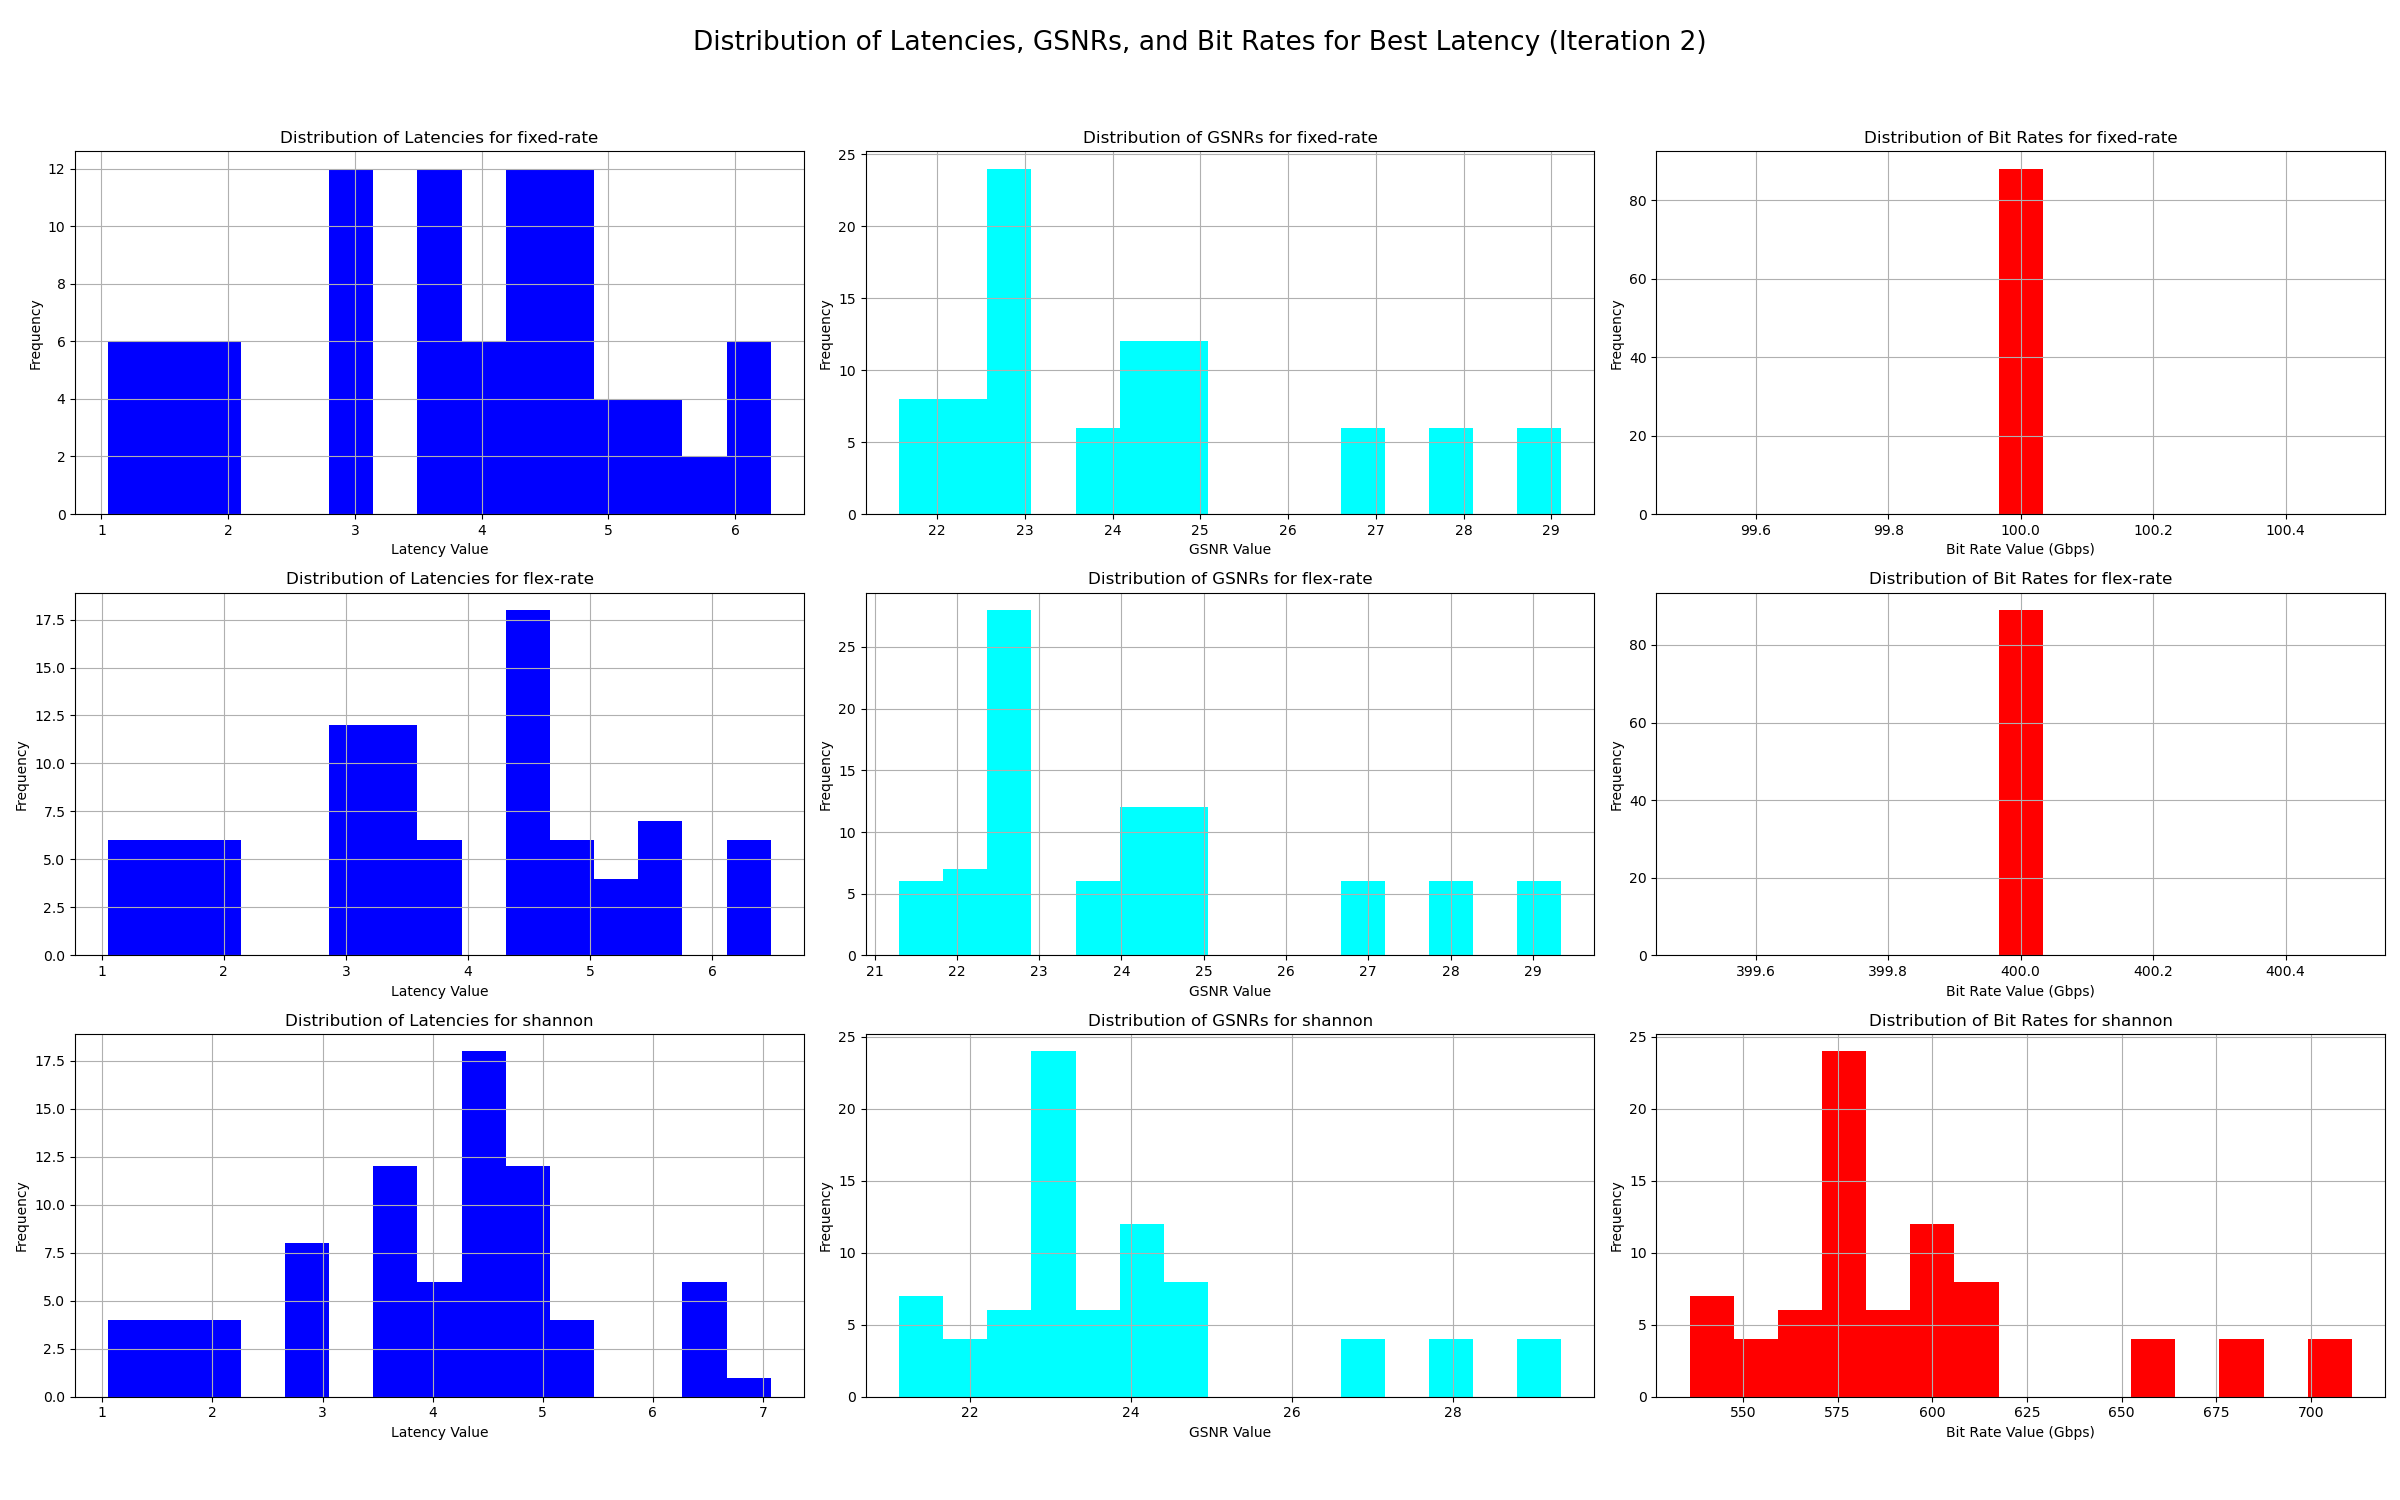 Distribution of Latencies, GSNRs, and Bit Rates for Best Latency (Iteration 2)
Distribution of Latencies for fixed-rate
Frequency
12
10
8
6
4
2
0
1 2 3 4 5 6
Latency Value
Distribution of GSNRs for fixed-rate
Frequency
25
20
15
10
5
0
22 23 24 25 26 27 28 29
GSNR Value
Distribution of Bit Rates for fixed-rate
Frequency
80
60
40
20
0
99.6 99.8 100.0 100.2 100.4
Bit Rate Value (Gbps)
Distribution of Latencies for flex-rate
Frequency
17.5
15.0
12.5
10.0
7.5
5.0
2.5
0.0
1 2 3 4 5 6
Latency Value
Distribution of GSNRs for flex-rate
Frequency
25
20
15
10
5
0
21 22 23 24 25 26 27 28 29
GSNR Value
Distribution of Bit Rates for flex-rate
Frequency
80
60
40
20
0
399.6 399.8 400.0 400.2 400.4
Bit Rate Value (Gbps)
Distribution of Latencies for shannon
Frequency
17.5
15.0
12.5
10.0
7.5
5.0
2.5
0.0
1 2 3 4 5 6 7
Latency Value
Distribution of GSNRs for shannon
Frequency
25
20
15
10
5
0
22 24 26 28
GSNR Value
Distribution of Bit Rates for shannon
Frequency
25
20
15
10
5
0
550 575 600 625 650 675 700
Bit Rate Value (Gbps)